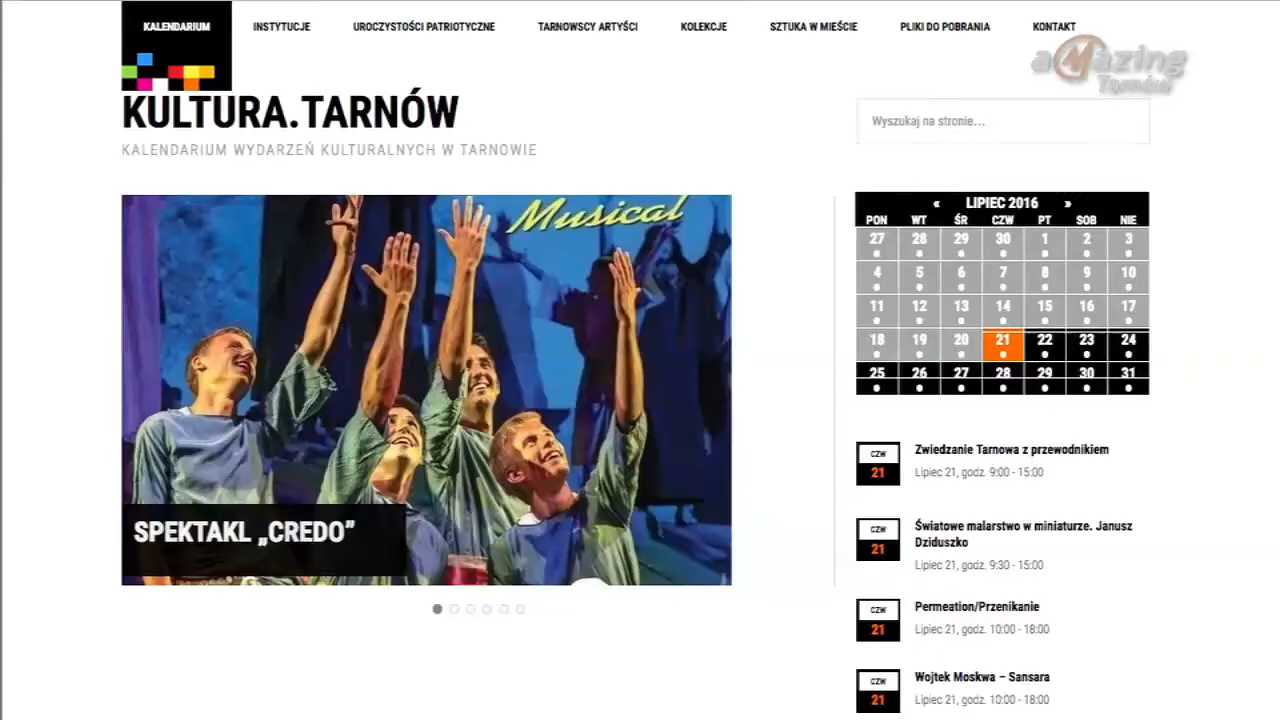 KALENDARIUM INSTYTUCJE UROCZYSTOŚCI PATRIOTYCZNE TARNOWSCY ARTYŚCI KOLEKCJE SZTUKA W MIEŚCIE PLIKI DO POBRANIA KONTAKT
aMazing
Tarnów
KULTURA.TARNÓW
KALENDARIUM WYDARZEŃ KULTURALNYCH W TARNOWIE
Wyszukaj na stronie...
Musical
SPEKTAKL „CREDO”
« LIPIEC 2016 »
PON WT ŚR CZW PT SOB NIE
27 28 29 30 1 2 3
4 5 6 7 8 9 10
11 12 13 14 15 16 17
18 19 20 21 22 23 24
25 26 27 28 29 30 31
CZW
21
Zwiedzanie Tarnowa z przewodnikiem
Lipiec 21, godz. 9:00 - 15:00
CZW
21
Światowe malarstwo w miniaturze. Janusz
Dziduszko
Lipiec 21, godz. 9:30 - 15:00
CZW
21
Permeation/Przenikanie
Lipiec 21, godz. 10:00 - 18:00
CZW
21
Wojtek Moskwa – Sansara
Lipiec 21, godz. 10:00 - 18:00